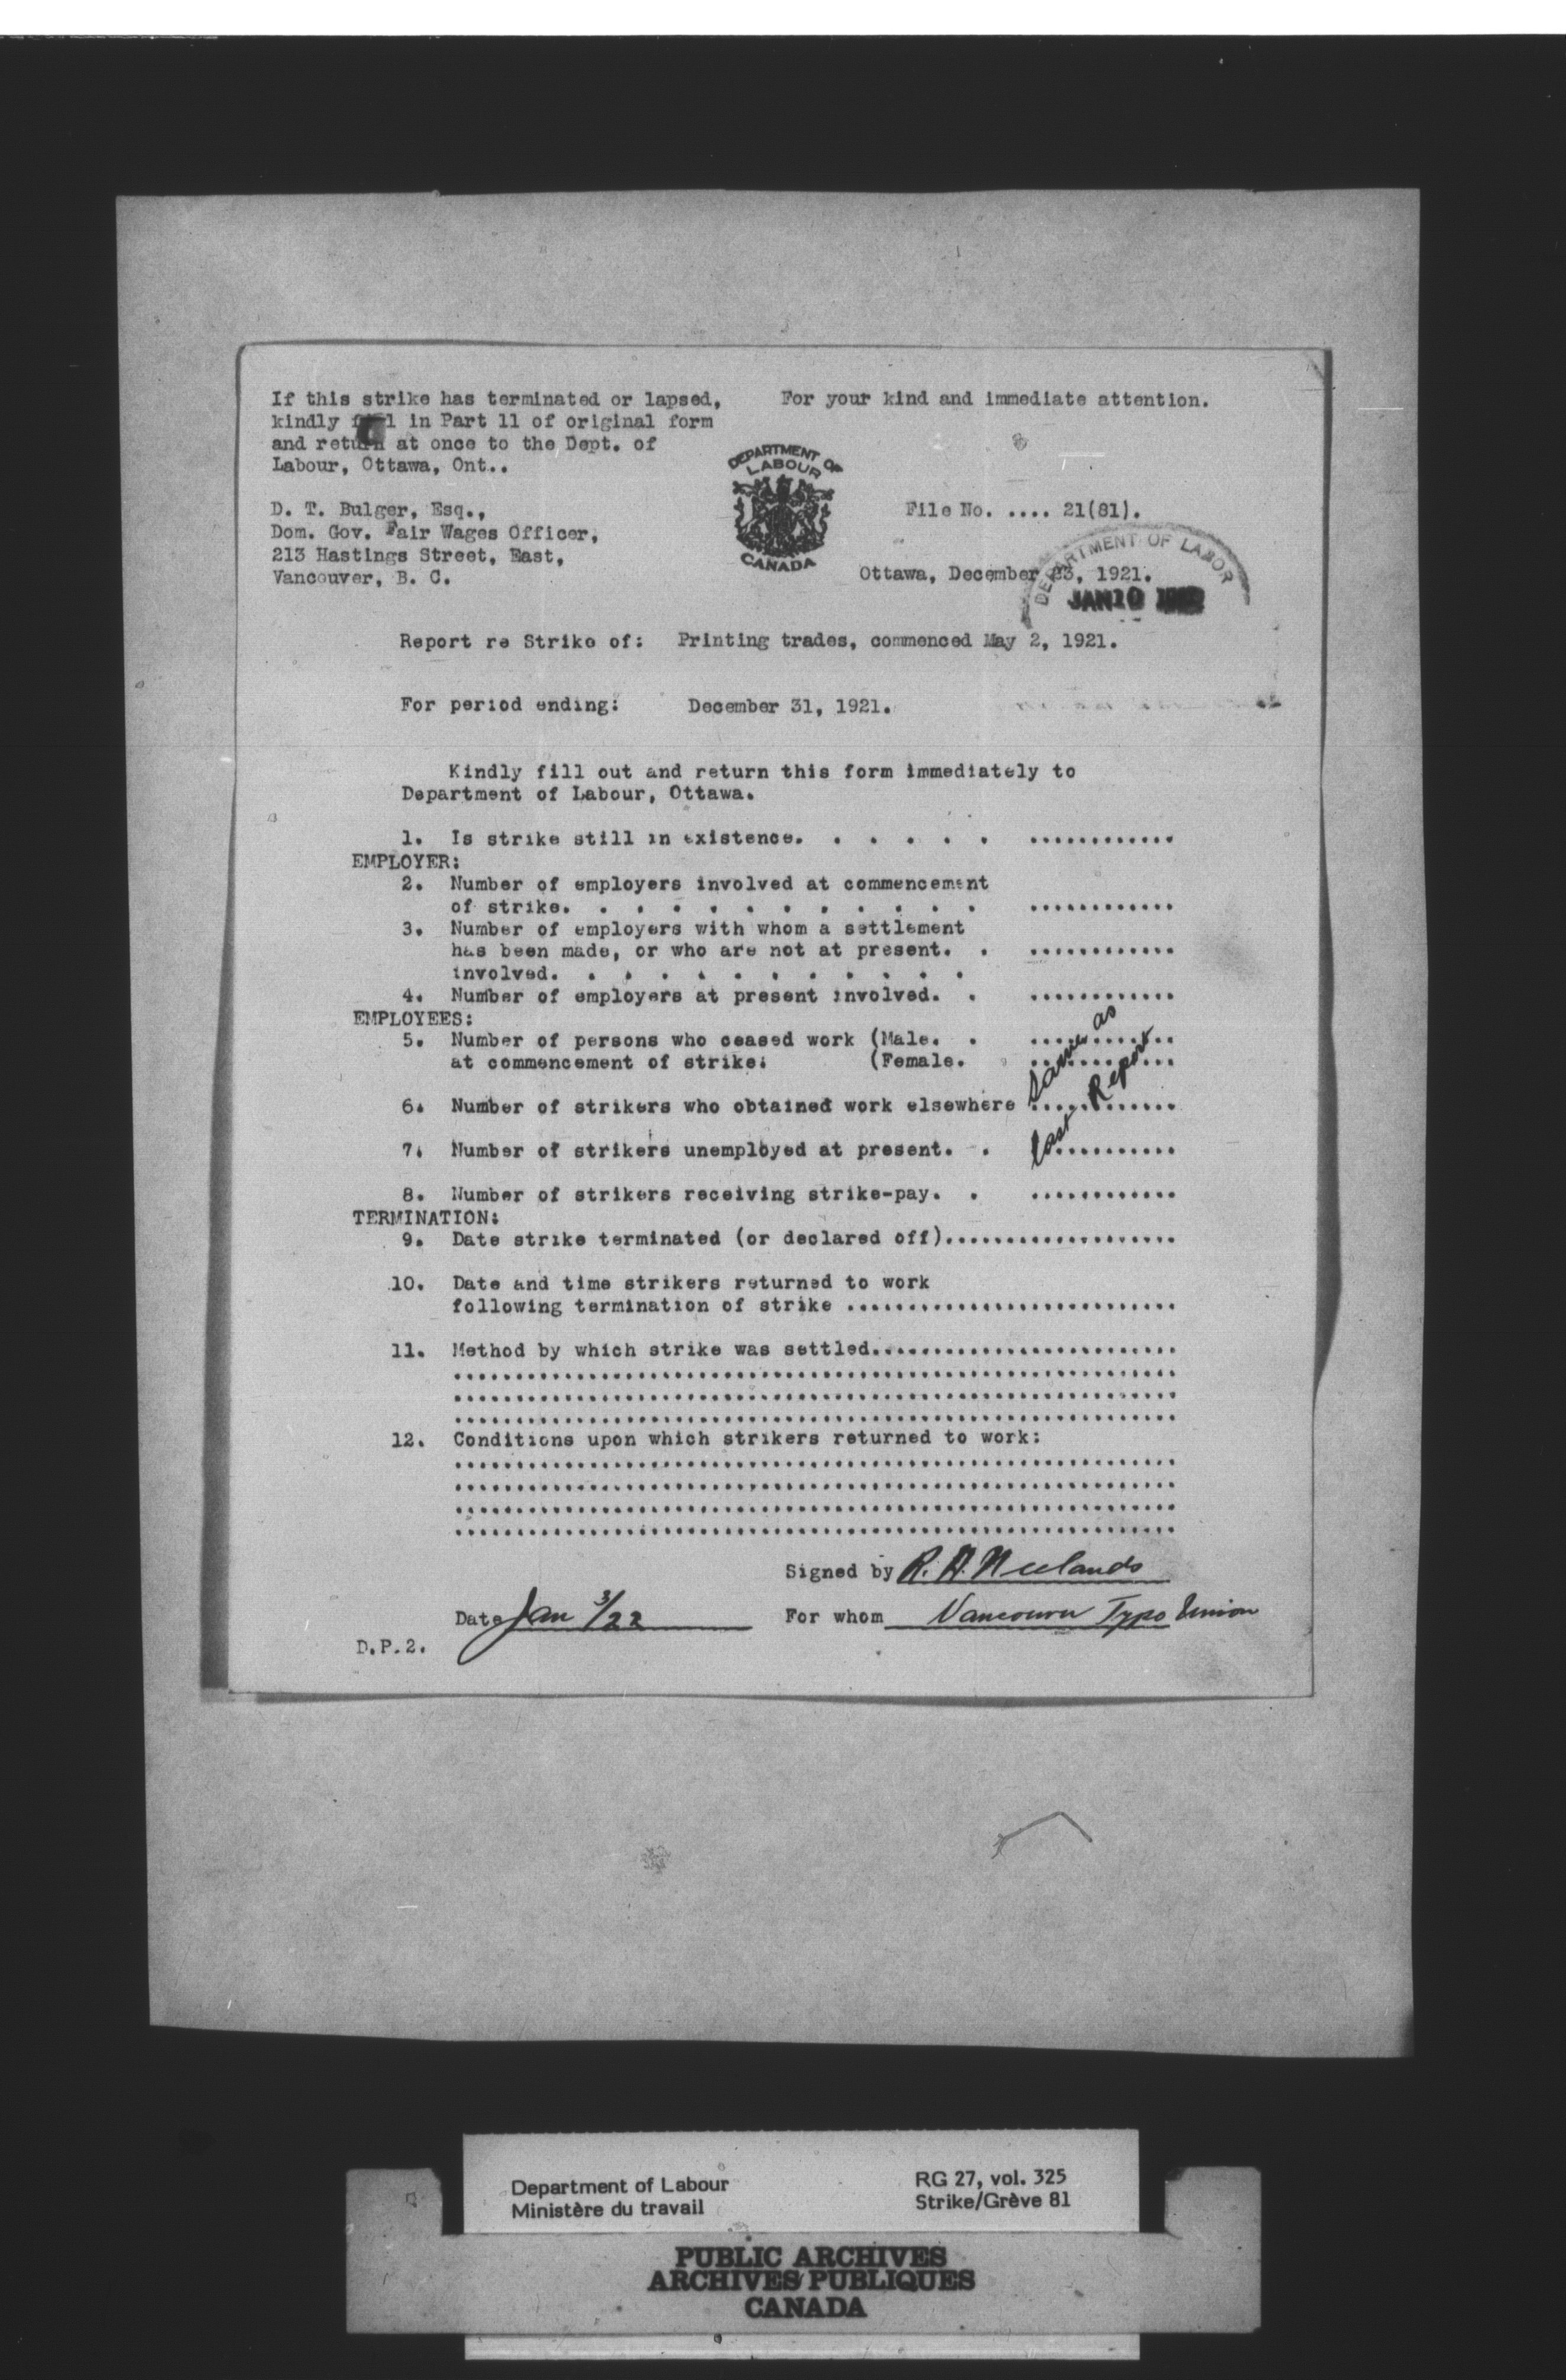 If this strike has terminated or lapsed,
kindly fill in Part 11 of original form
and return at once to the Dept. of
Labour, Ottawa, Ont..
For your kind and immediate attention.
DEPARTMENT OF
LABOUR
CANADA
D. T. Bulger, Esq.,
Dom. Gov. Fair Wages Officer,
213 Hastings Street, East,
Vancouver, B. C.
File No. .... 21(81).
Ottawa, December 23, 1921.
DEPARTMENT OF LABOR
JAN 10
Report re Strike of: Printing trades, commenced May 2, 1921.
For period ending: December 31, 1921.
Kindly fill out and return this form immediately to
Department of Labour, Ottawa.
1. Is strike still in existence. . . . . . ............
EMPLOYER:
2. Number of employers involved at commencement
of strike. . . . . . . . . . . . ............
3. Number of employers with whom a settlement
has been made, or who are not at present. . ............
involved. . . . . . . . . . . .
4. Number of employers at present involved. . ............
EMPLOYEES:
5. Number of persons who ceased work (Male. . ............
at commencement of strike: (Female. ............
6. Number of strikers who obtained work elsewhere ............
7. Number of strikers unemployed at present. . ............
Same as
last Report
8. Number of strikers receiving strike-pay. . ............
TERMINATION:
9. Date strike terminated (or declared off)...................
10. Date and time strikers returned to work
following termination of strike ...........................
11. Method by which strike was settled.........................
...........................................................
...........................................................
...........................................................
12. Conditions upon which strikers returned to work:
...........................................................
...........................................................
...........................................................
...........................................................
Signed by R. H. Neelands
Date Jan 3/22 For whom Vancouver Typo Union
D.P.2.
Department of Labour
Ministère du travail
RG 27, vol. 325
Strike/Grève 81
PUBLIC ARCHIVES
ARCHIVES PUBLIQUES
CANADA